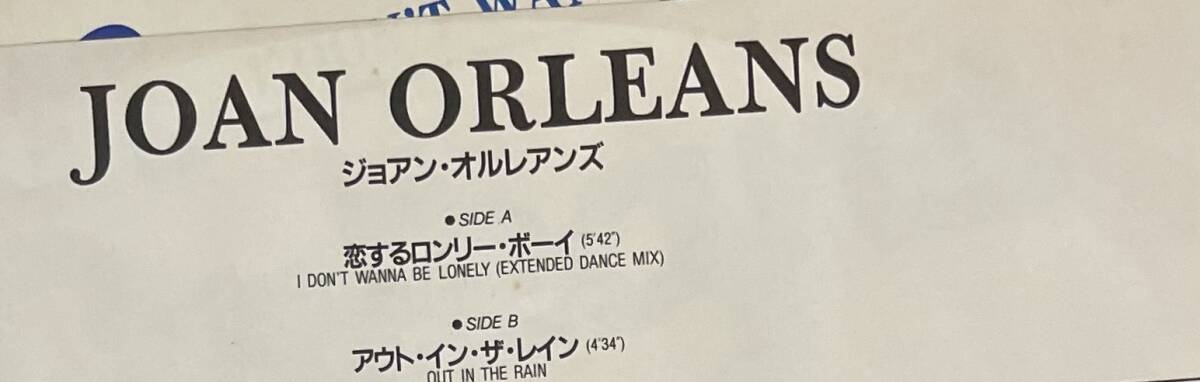 JOAN ORLEANS
ジョアン・オルレアンズ
●SIDE A
恋するロンリー・ボーイ (5'42")
I DON'T WANNA BE LONELY (EXTENDED DANCE MIX)
●SIDE B
アウト・イン・ザ・レイン (4'34")
OUT IN THE RAIN